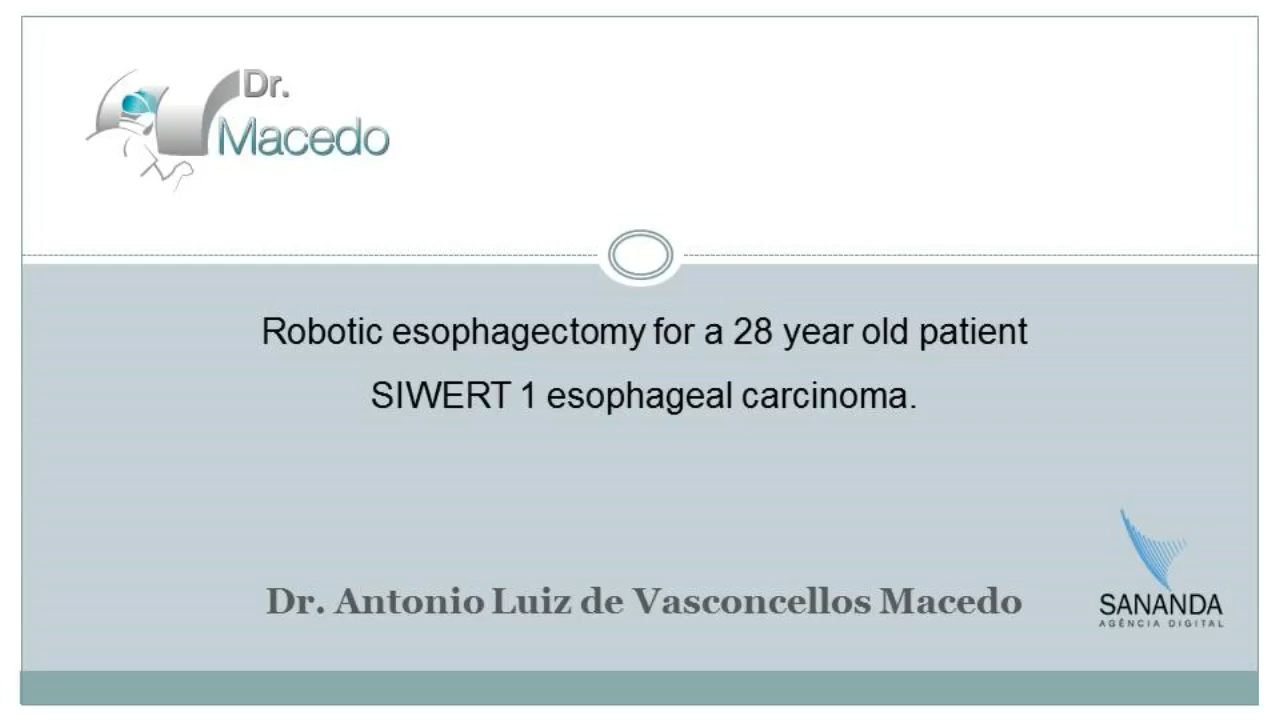 Dr.
Macedo
Robotic esophagectomy for a 28 year old patient
SIWERT 1 esophageal carcinoma.
Dr. Antonio Luiz de Vasconcellos Macedo
SANANDA
AGÊNCIA DIGITAL